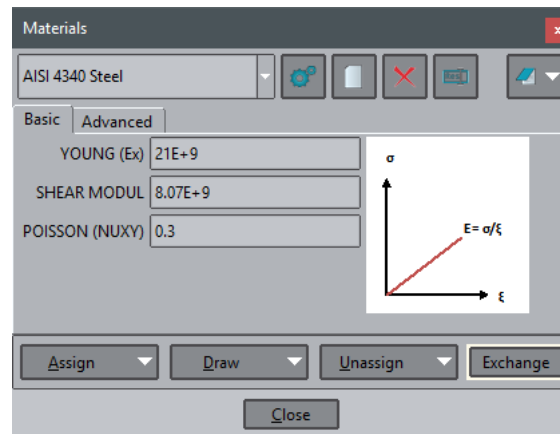 Materials
x
AISI 4340 Steel
Basic Advanced
YOUNG (Ex) 21E+9
σ
SHEAR MODUL 8.07E+9
E= σ/ξ
POISSON (NUXY) 0.3
ξ
Assign Draw Unassign Exchange
Close